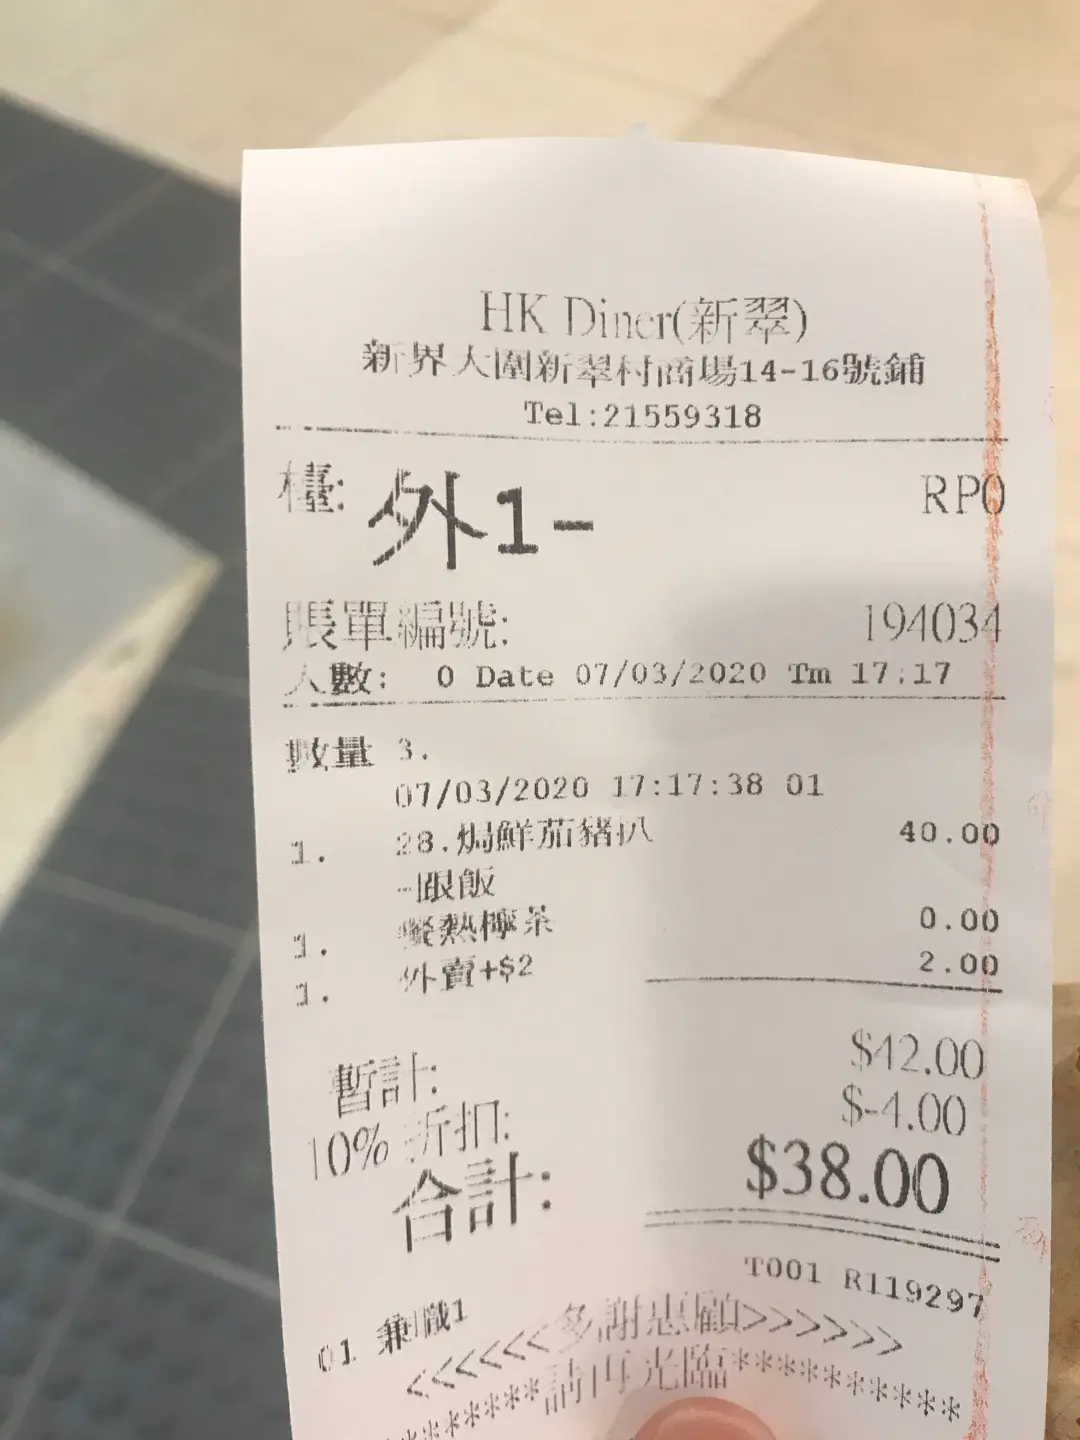 HK Diner(新翠)
新界大圍新翠村商場14-16號鋪
Tel:21559318
檯: 外1- RP0
賬單編號: 194034
人數: 0 Date 07/03/2020 Tm 17:17
數量 3.
07/03/2020 17:17:38 01
1. 28.焗鮮茄豬扒 40.00
-跟飯
1. 餐熱檸茶 0.00
1. 外賣+$2 2.00
暫計: $42.00
10% 折扣: $-4.00
合計: $38.00
T001 R119297
01 兼職1
<<<<<<<多謝惠顧>>>>>>>
*********請再光臨***********